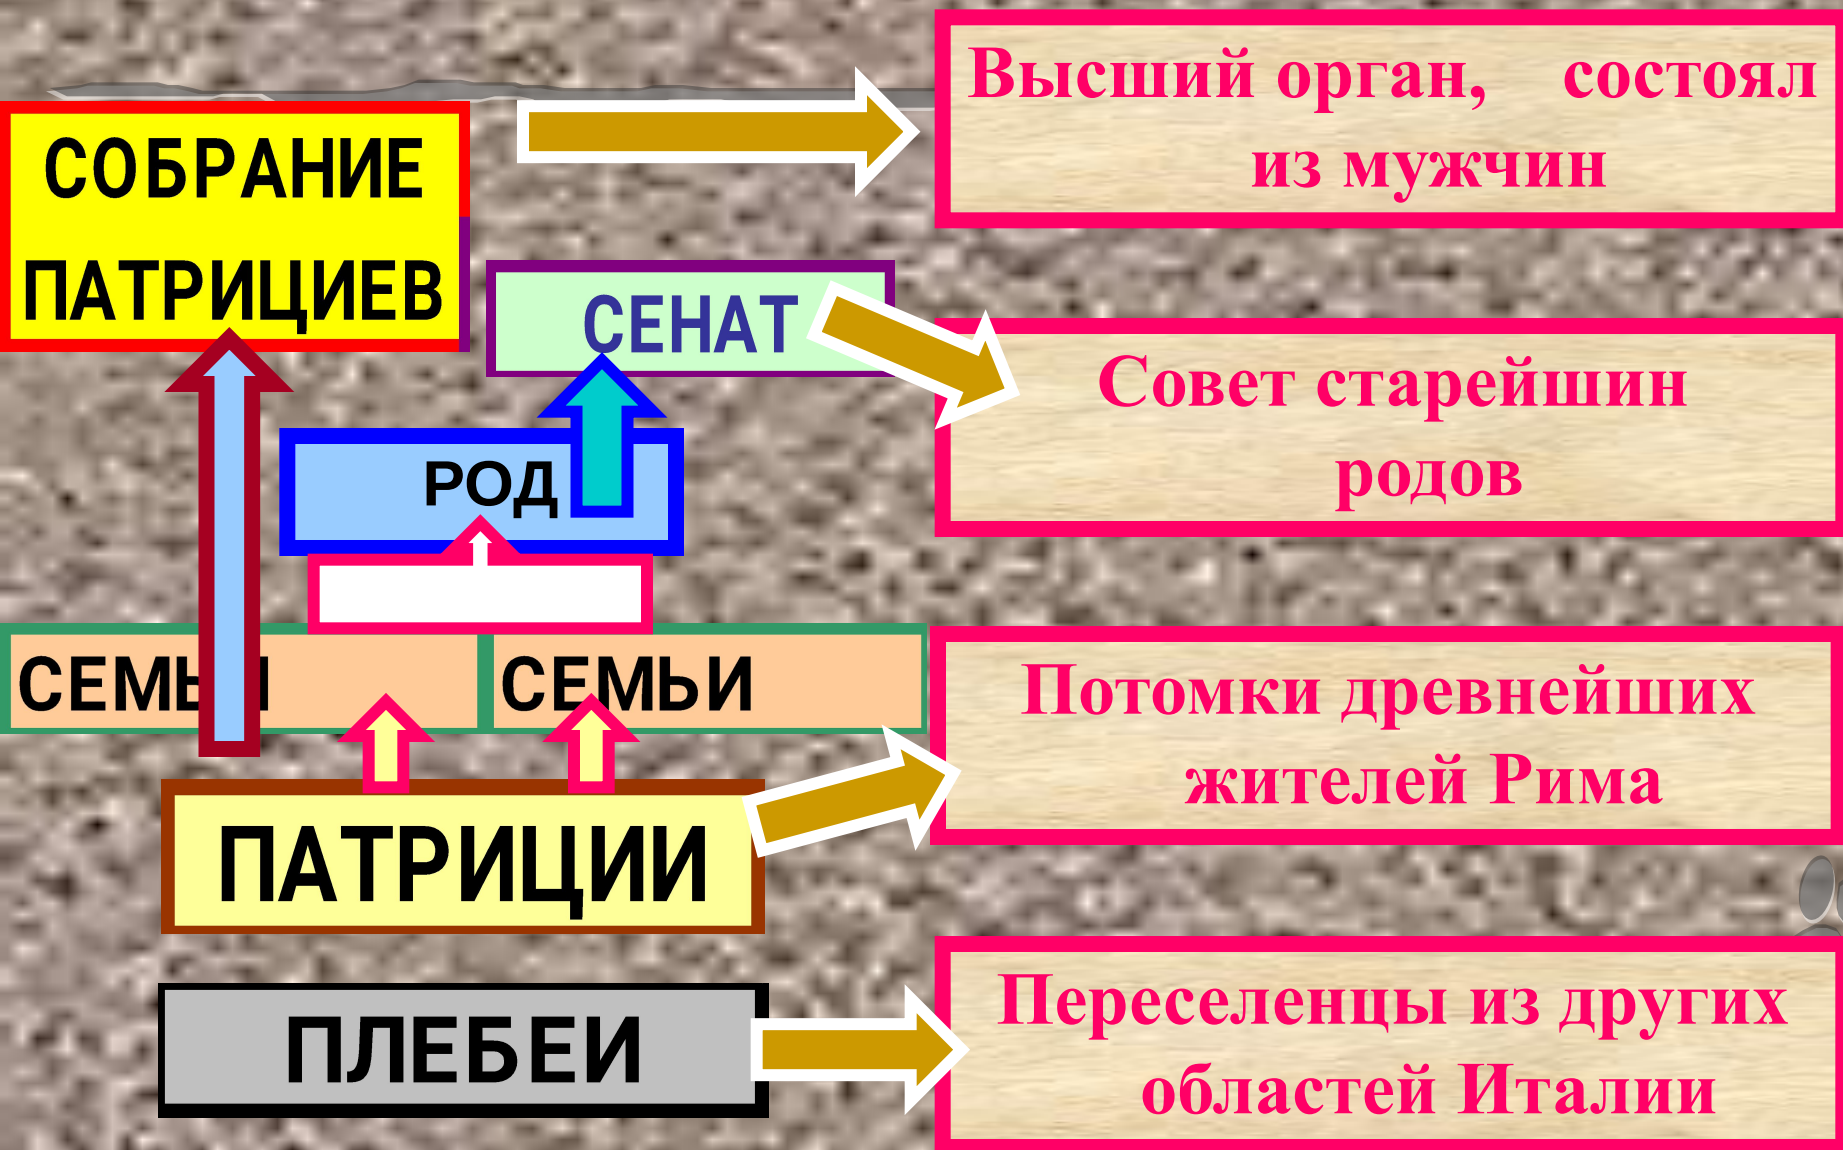 СОБРАНИЕ
ПАТРИЦИЕВ
Высший орган, состоял
из мужчин
СЕНАТ
Совет старейшин
родов
РОД
СЕМЬИ
СЕМЬИ
Потомки древнейших
жителей Рима
ПАТРИЦИИ
ПЛЕБЕИ
Переселенцы из других
областей Италии